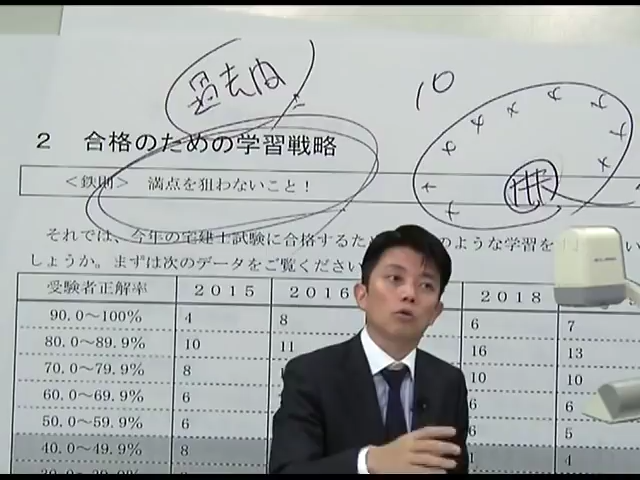 過去
10
2 合格のための学習戦略
<鉄則> 満点を狙わないこと!
それでは、今年の宅建士試験に合格するため のような学習を
しょうか。まずは次のデータをご覧ください
受験者正解率 2015 2016 2018
90.0~100% 4 8 6 7
80.0~89.9% 10 11 16 13
70.0~79.9% 8 10 10
60.0~69.9% 6 6 6
50.0~59.9% 6 6 5
40.0~49.9% 8 4